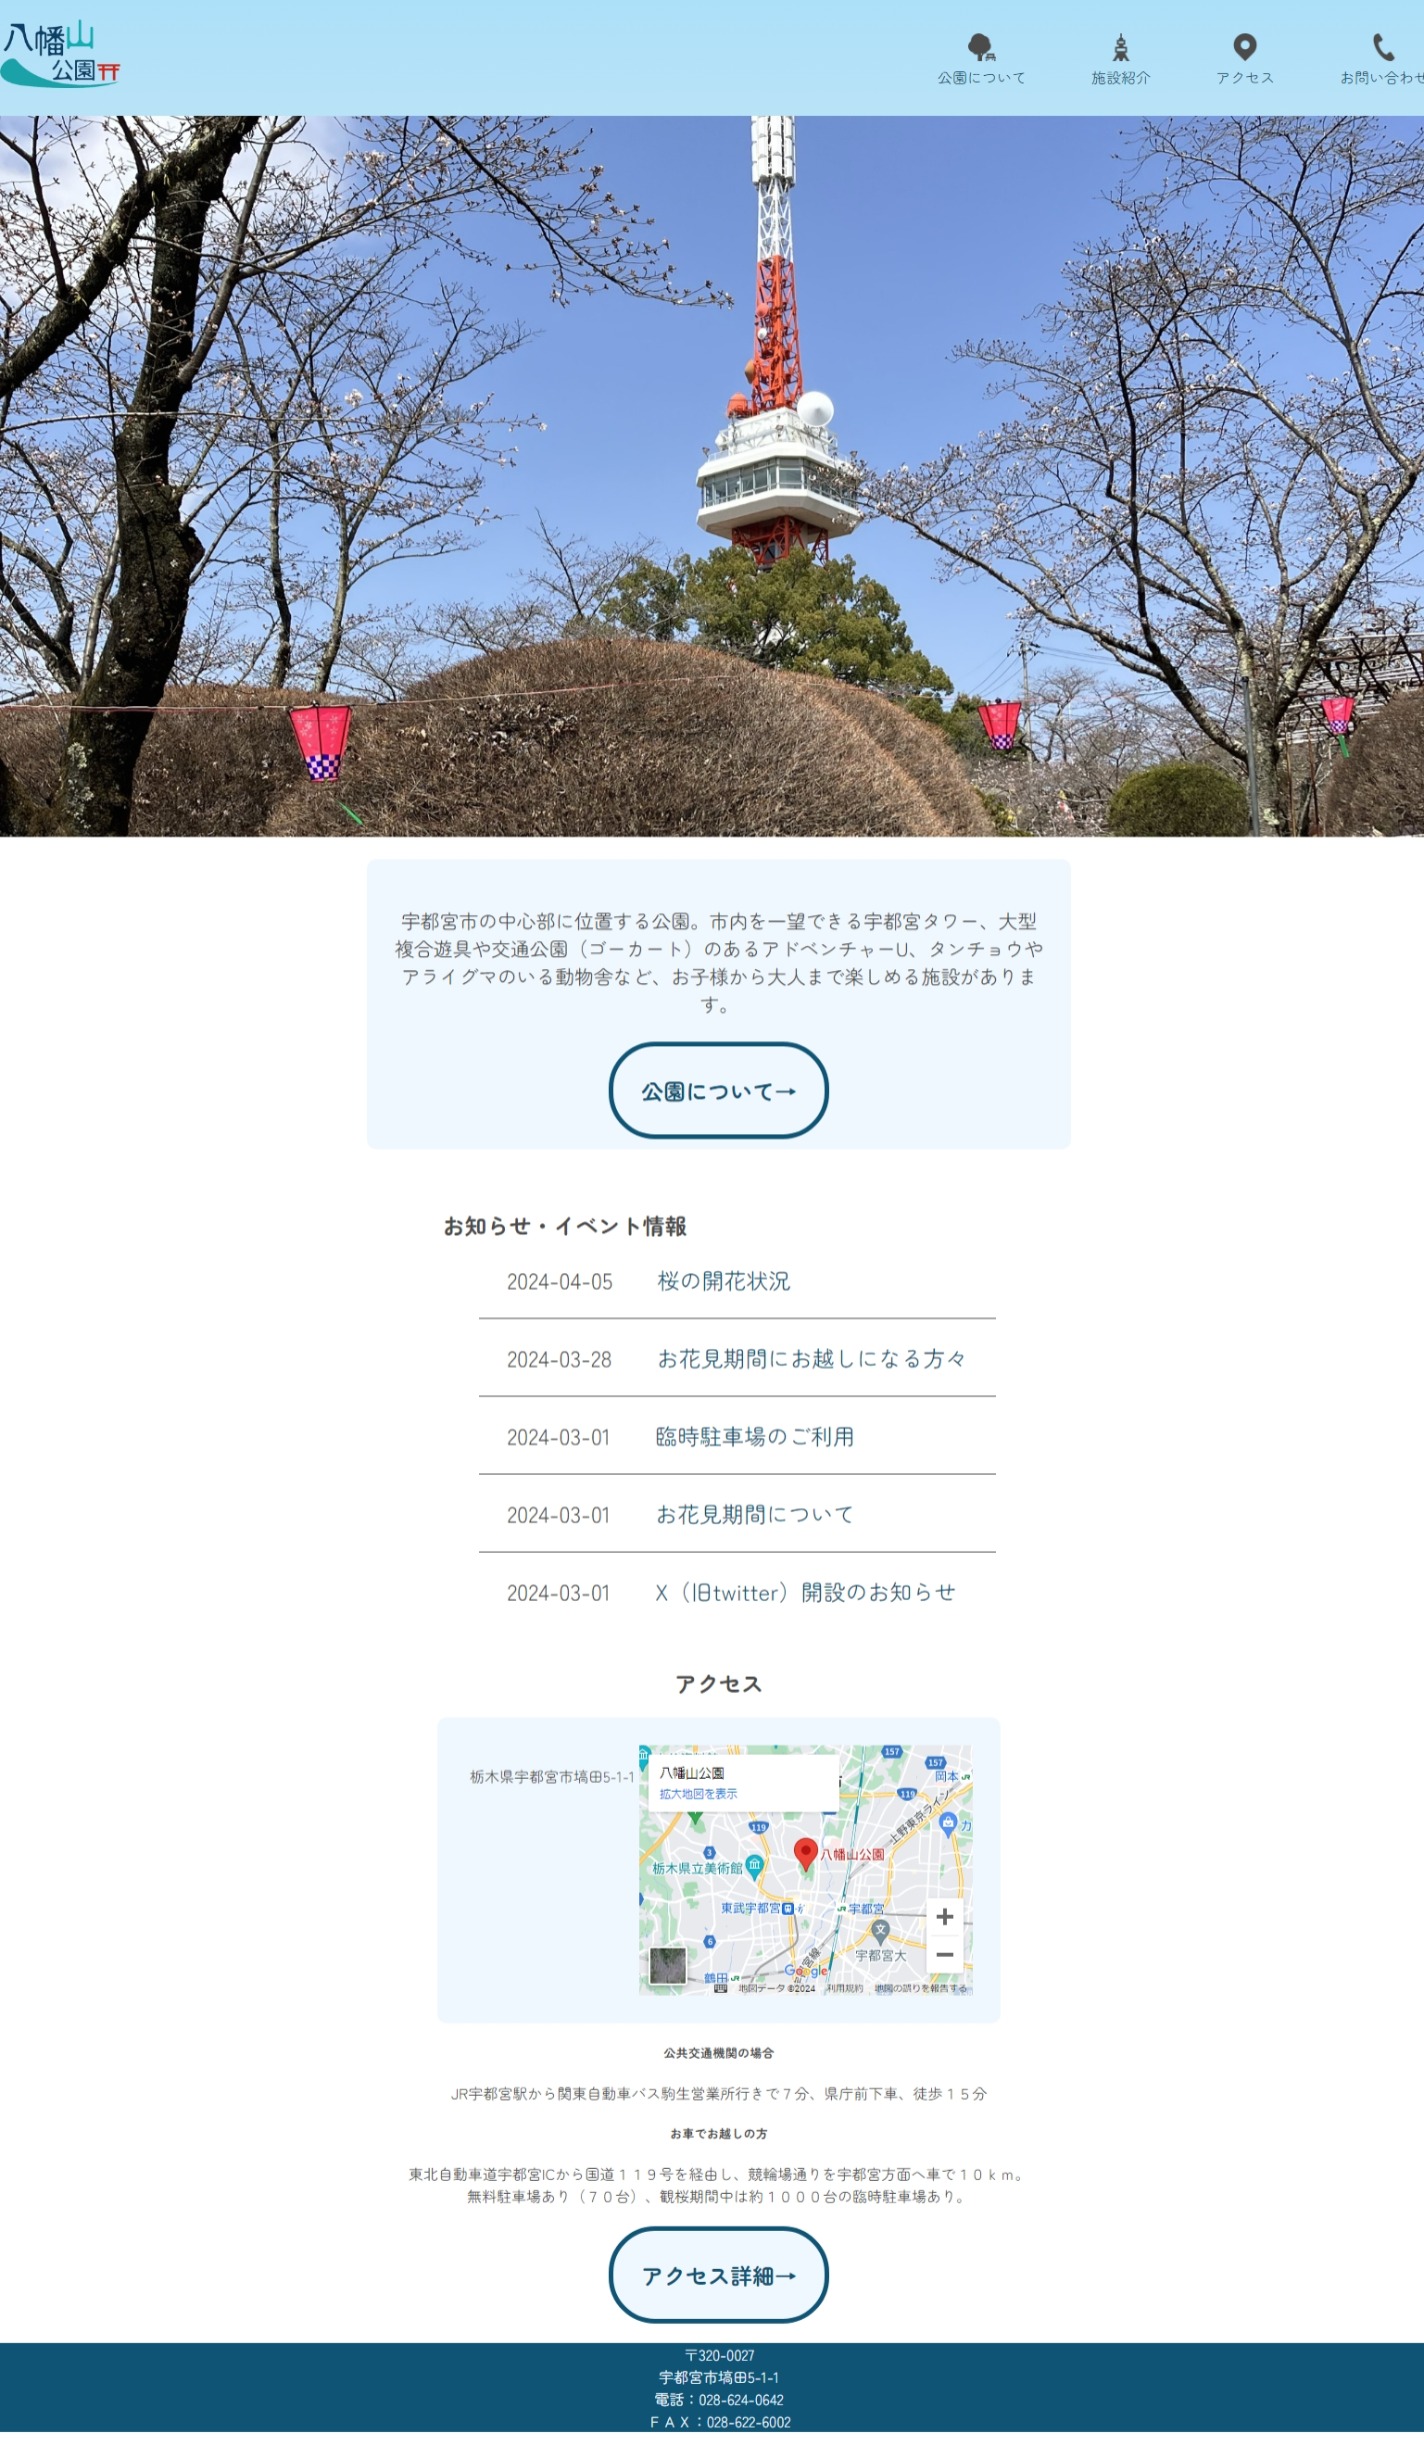 八幡山
公園
公園について
施設紹介
アクセス
お問い合わせ
宇都宮市の中心部に位置する公園。市内を一望できる宇都宮タワー、大型
複合遊具や交通公園（ゴーカート）のあるアドベンチャーU、タンチョウや
アライグマのいる動物舎など、お子様から大人まで楽しめる施設がありま
す。
公園について→
お知らせ・イベント情報
2024-04-05 桜の開花状況
2024-03-28 お花見期間にお越しになる方々
2024-03-01 臨時駐車場のご利用
2024-03-01 お花見期間について
2024-03-01 X（旧twitter）開設のお知らせ
アクセス
栃木県宇都宮市塙田5-1-1
八幡山公園
拡大地図を表示
157
157
岡本
119
上野東京ライン
119
カ
3
八幡山公園
栃木県立美術館
東武宇都宮
宇都宮
6
宇都宮大
宮線
鶴田
Google
地図データ ©2024 利用規約 地図の誤りを報告する
公共交通機関の場合
JR宇都宮駅から関東自動車バス駒生営業所行きで７分、県庁前下車、徒歩１５分
お車でお越しの方
東北自動車道宇都宮ICから国道１１９号を経由し、競輪場通りを宇都宮方面へ車で１０ｋｍ。
無料駐車場あり（７０台）、観桜期間中は約１０００台の臨時駐車場あり。
アクセス詳細→
〒320-0027
宇都宮市塙田5-1-1
電話：028-624-0642
ＦＡＸ：028-622-6002